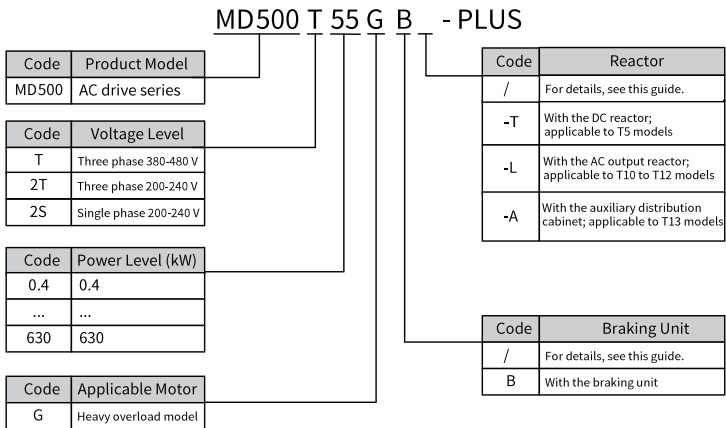 MD500 T 55 G B _ - PLUS
Code Product Model
MD500 AC drive series
Code Voltage Level
T Three phase 380-480 V
2T Three phase 200-240 V
2S Single phase 200-240 V
Code Power Level (kW)
0.4 0.4
... ...
630 630
Code Applicable Motor
G Heavy overload model
Code Reactor
/ For details, see this guide.
-T With the DC reactor;
applicable to T5 models
-L With the AC output reactor;
applicable to T10 to T12 models
-A With the auxiliary distribution
cabinet; applicable to T13 models
Code Braking Unit
/ For details, see this guide.
B With the braking unit